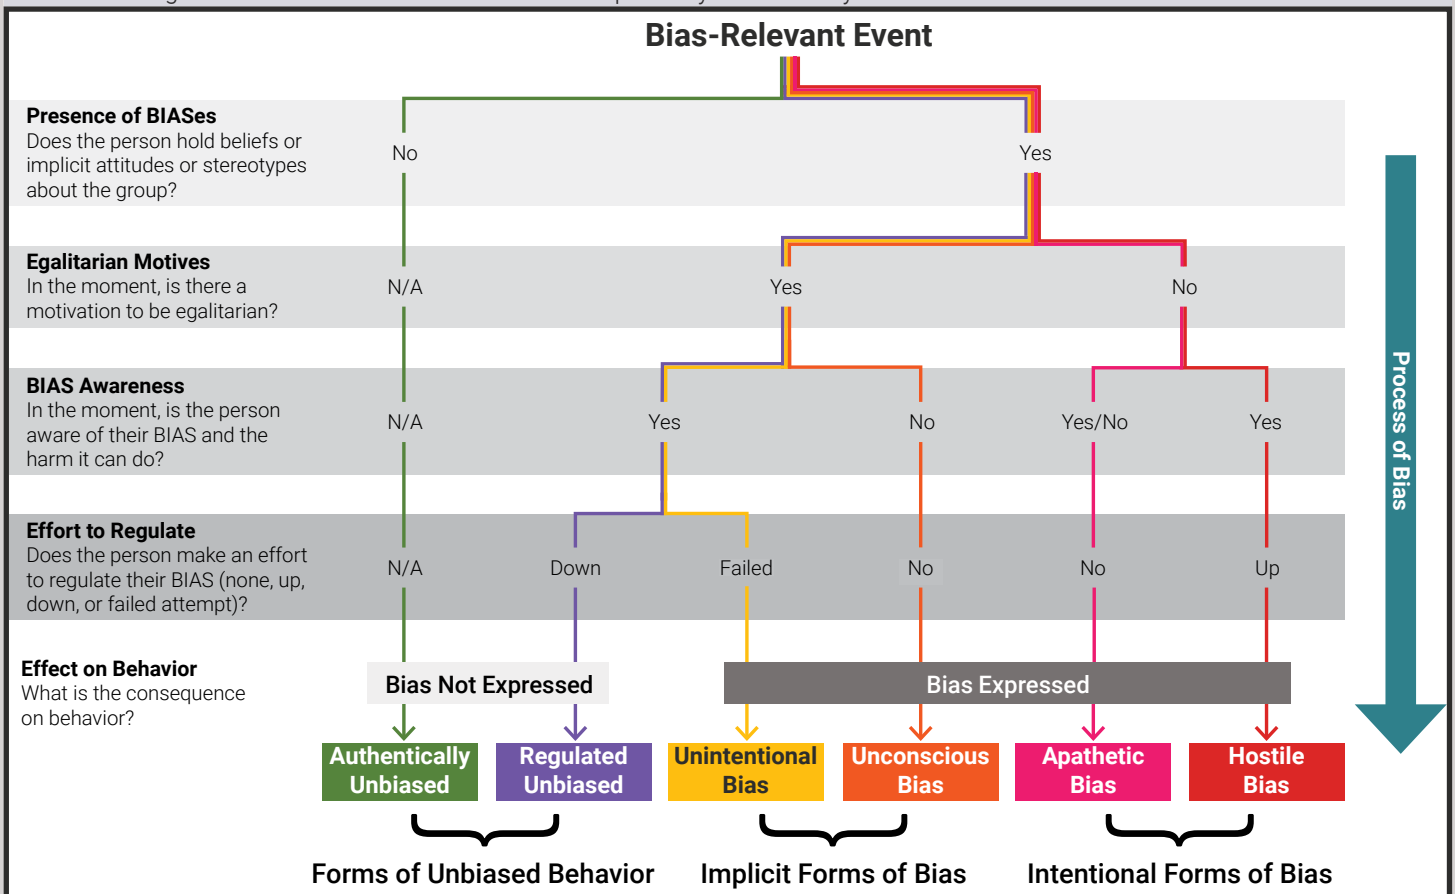 Bias-Relevant Event
Presence of BIASes
Does the person hold beliefs or
implicit attitudes or stereotypes
about the group?
No
Yes
Egalitarian Motives
In the moment, is there a
motivation to be egalitarian?
N/A
Yes
No
BIAS Awareness
In the moment, is the person
aware of their BIAS and the
harm it can do?
N/A
Yes
No
Yes/No
Yes
Effort to Regulate
Does the person make an effort
to regulate their BIAS (none, up,
down, or failed attempt)?
N/A
Down
Failed
No
No
Up
Effect on Behavior
What is the consequence
on behavior?
Bias Not Expressed
Bias Expressed
Authentically
Unbiased
Regulated
Unbiased
Unintentional
Bias
Unconscious
Bias
Apathetic
Bias
Hostile
Bias
Forms of Unbiased Behavior
Implicit Forms of Bias
Intentional Forms of Bias
Process of Bias